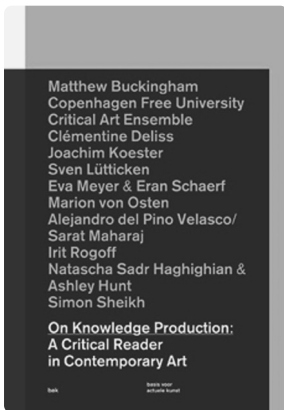 Matthew Buckingham
Copenhagen Free University
Critical Art Ensemble
Clémentine Deliss
Joachim Koester
Sven Lütticken
Eva Meyer & Eran Schaerf
Marion von Osten
Alejandro del Pino Velasco/
Sarat Maharaj
Irit Rogoff
Natascha Sadr Haghighian &
Ashley Hunt
Simon Sheikh
On Knowledge Production:
A Critical Reader
in Contemporary Art
bak
basis voor
actuele kunst